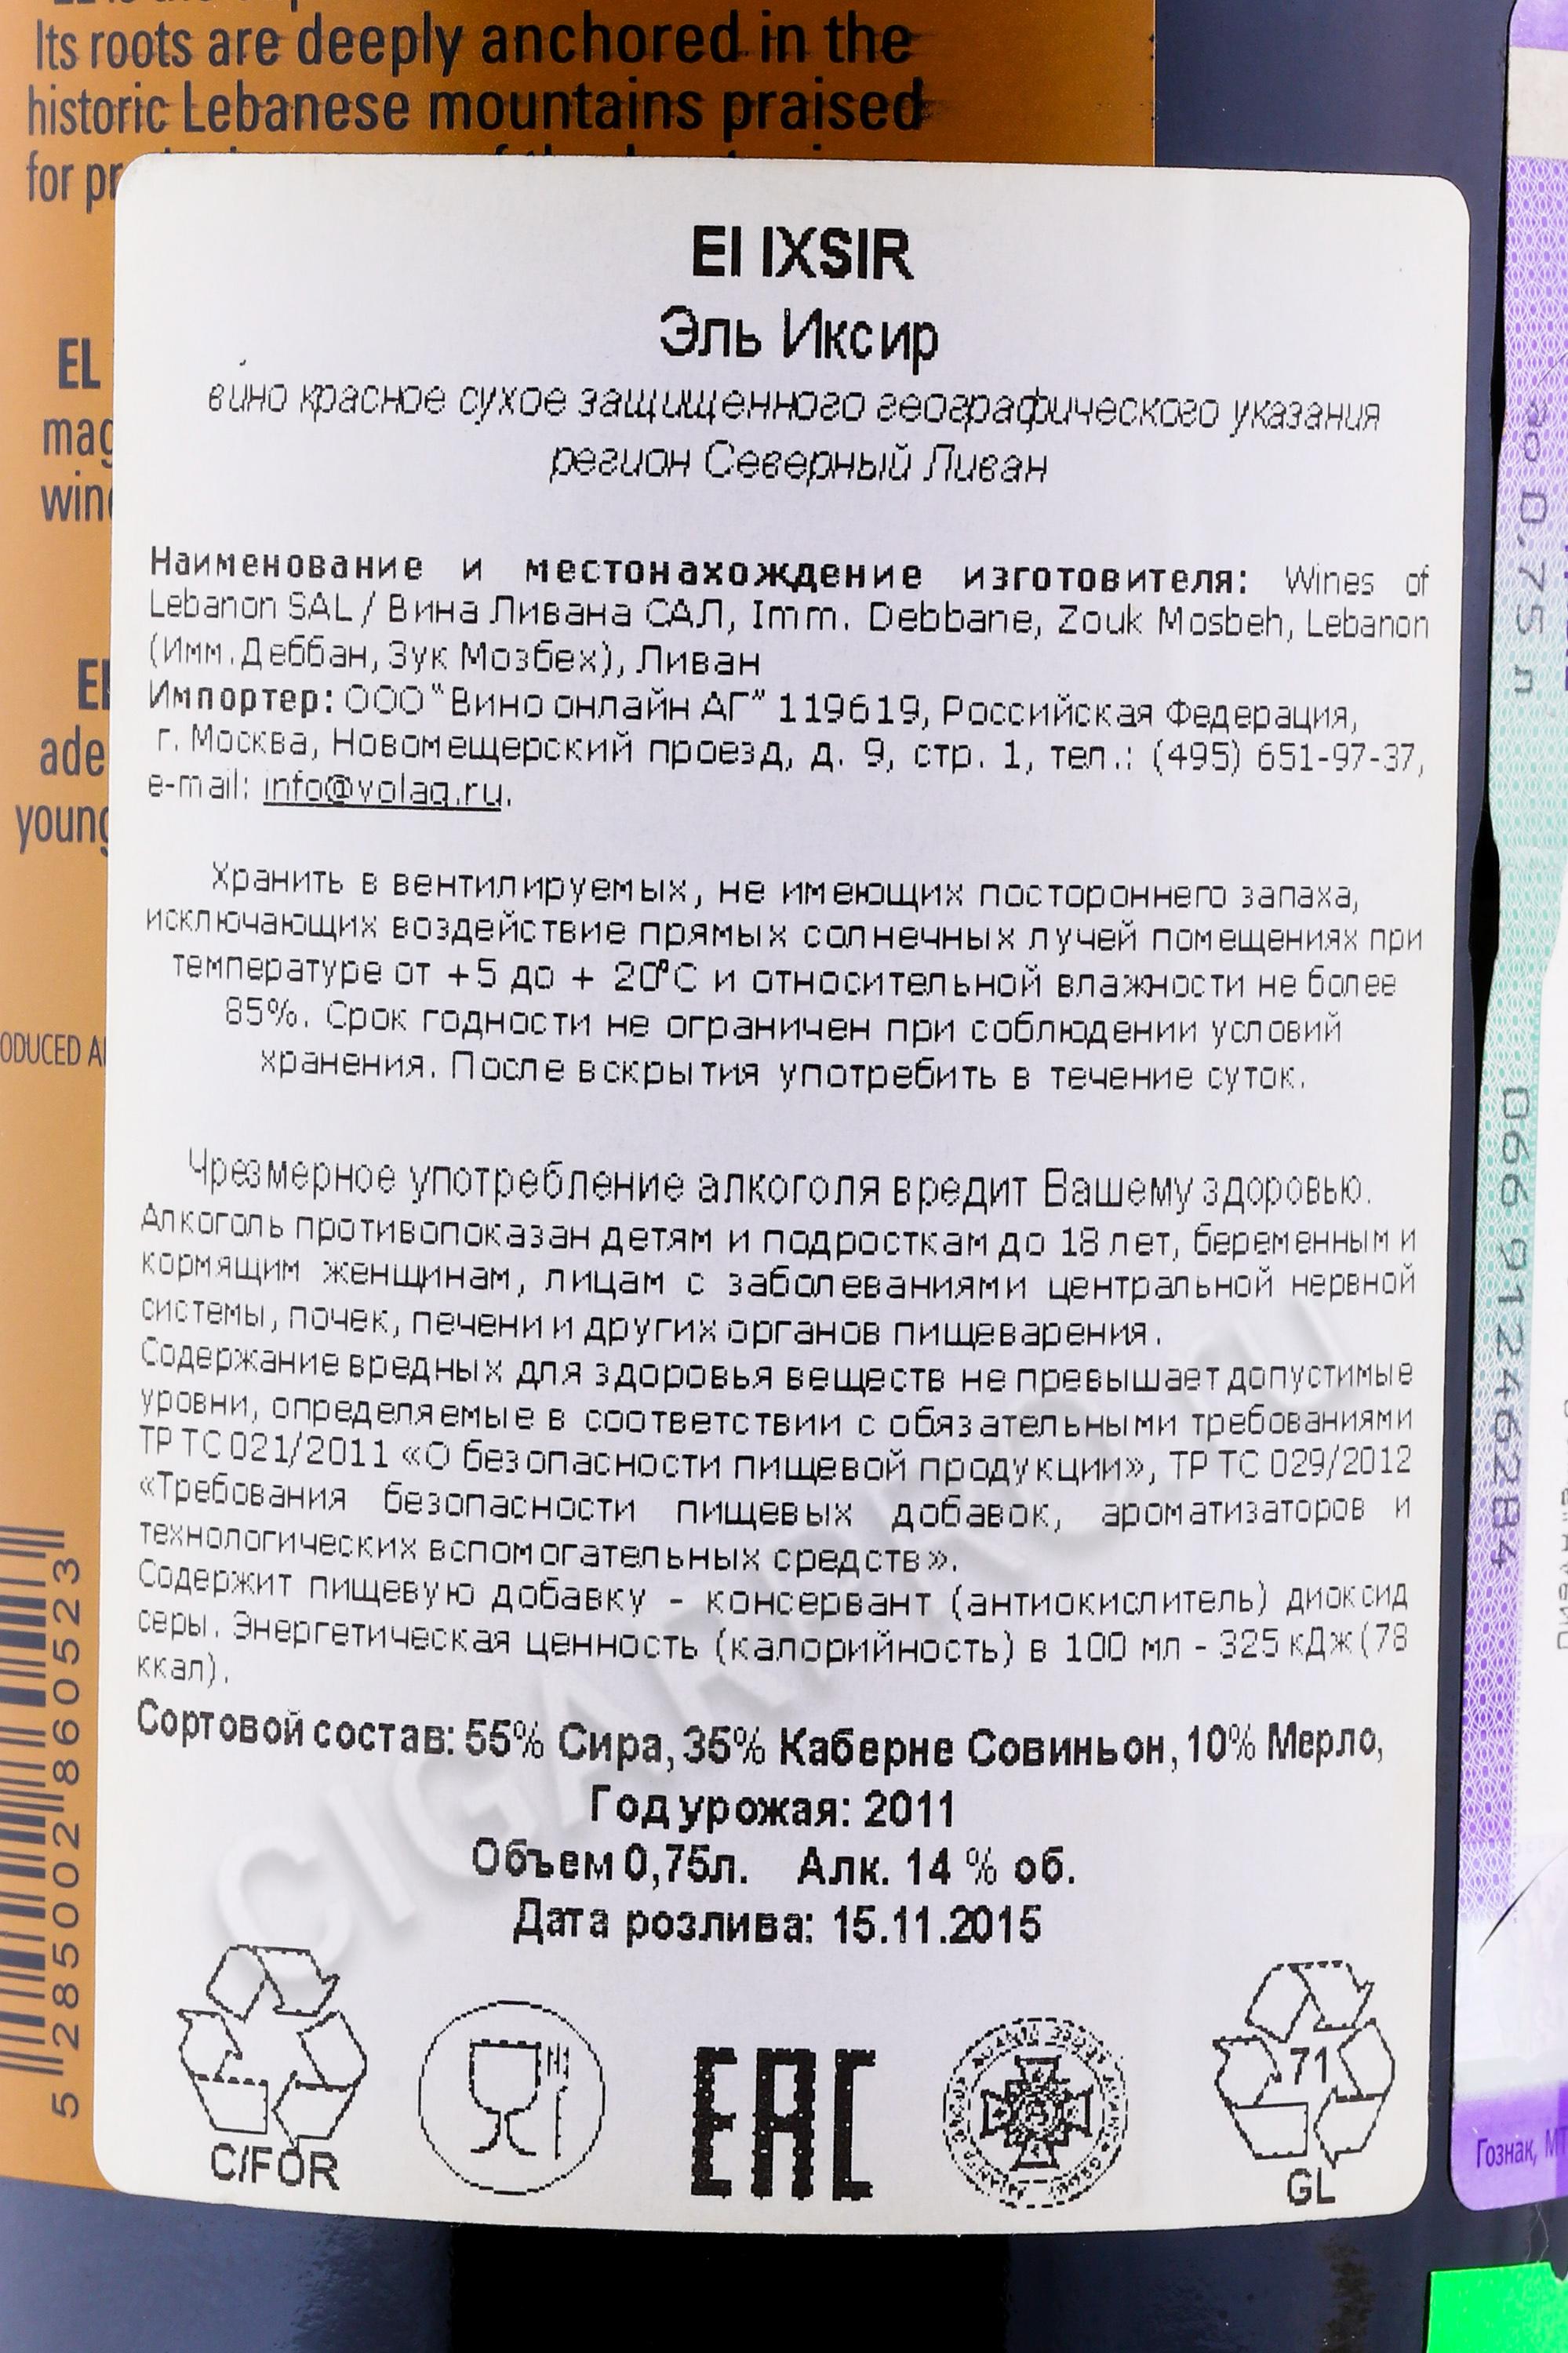 Its roots are deeply anchored in the
historic Lebanese mountains praised
for
EL
ade
young
El IXSIR
Эль Иксир
вино красное сухое защищенного географического указания
регион Северный Ливан
Наименование и местонахождение изготовителя: Wines of
Lebanon SAL / Вина Ливана САЛ, Imm. Debbane, Zouk Mosbeh, Lebanon
(Имм.Деббан, Зук Мозбех), Ливан
Импортер: ООО "Вино онлайн АГ" 119619, Российская Федерация,
г. Москва, Новомещерский проезд, д. 9, стр. 1, тел.: (495) 651-97-37,
e-mail: info@volag.ru.
Хранить в вентилируемых, не имеющих постороннего запаха,
исключающих воздействие прямых солнечных лучей помещениях при
температуре от +5 до + 20°С и относительной влажности не более
85%. Срок годности не ограничен при соблюдении условий
хранения. После вскрытия употребить в течение суток.
Чрезмерное употребление алкоголя вредит Вашему здоровью.
Алкоголь противопоказан детям и подросткам до 18 лет, беременным и
кормящим женщинам, лицам с заболеваниями центральной нервной
системы, почек, печени и других органов пищеварения.
Содержание вредных для здоровья веществ не превышает допустимые
уровни, определяемые в соответствии с обязательными требованиями
ТР ТС 021/2011 «О безопасности пищевой продукции», ТР ТС 029/2012
«Требования безопасности пищевых добавок, ароматизаторов и
технологических вспомогательных средств».
Содержит пищевую добавку - консервант (антиокислитель) диоксид
серы. Энергетическая ценность (калорийность) в 100 мл - 325 кДж (78
ккал).
Сортовой состав: 55% Сира, 35% Каберне Совиньон, 10% Мерло,
Год урожая: 2011
Объем 0,75л. Алк. 14 % об.
Дата розлива: 15.11.2015
C/FOR
EAC
71
GL
5 285002 860523
до 0.75 л
066 912462844
Гознак, МТ
CIGARPRO.ru